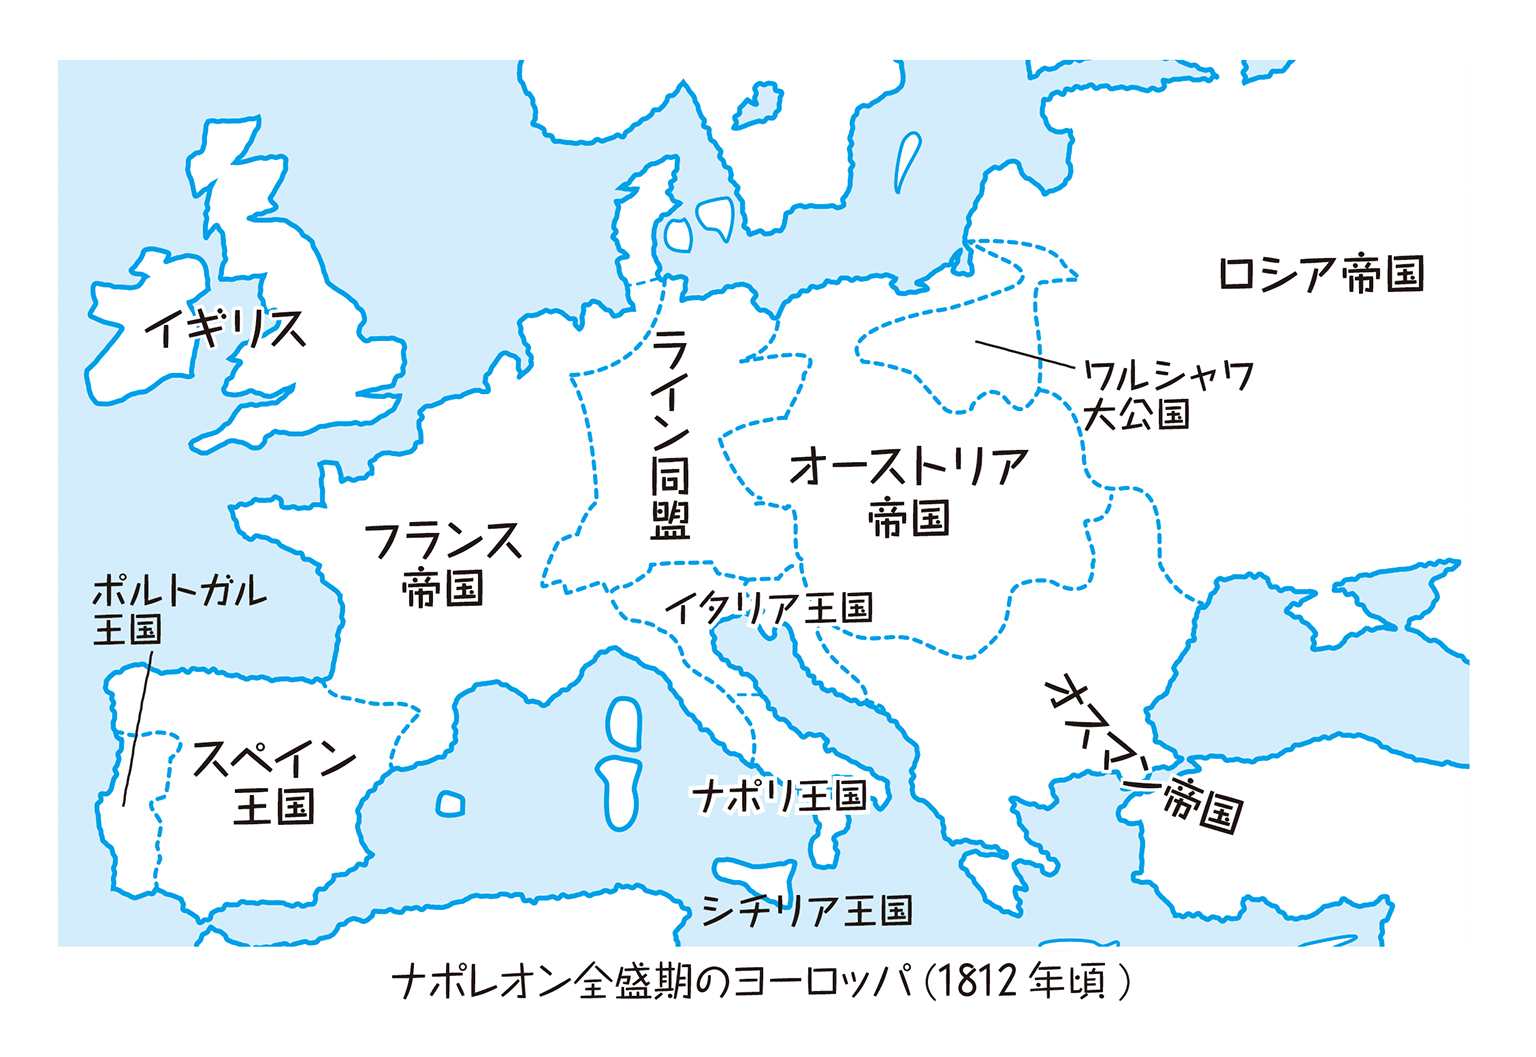 イギリス
ロシア帝国
ライン同盟
ワルシャワ
大公国
オーストリア
帝国
フランス
帝国
ポルトガル
王国
イタリア王国
オスマン帝国
スペイン
王国
ナポリ王国
シチリア王国
ナポレオン全盛期のヨーロッパ(1812年頃)